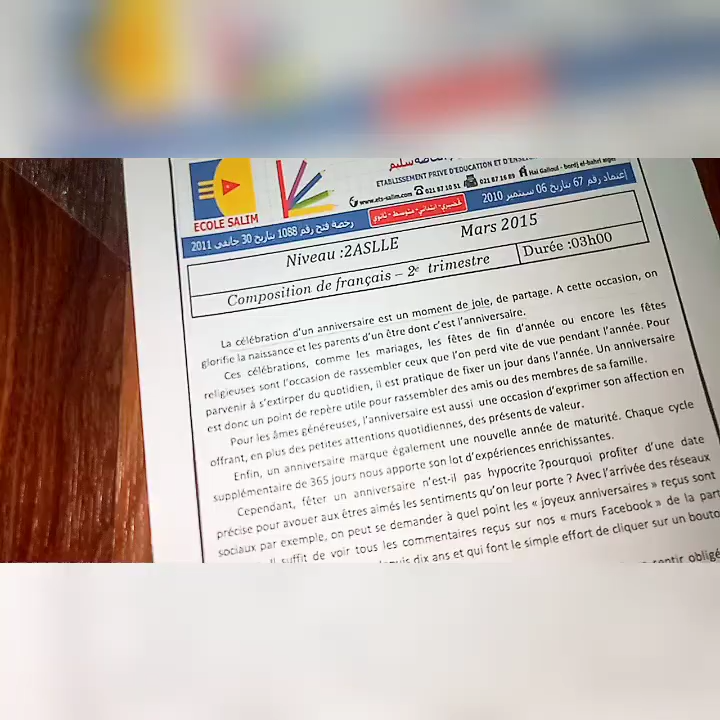 سليم
ETABLISSEMENT PRIVE D'EDUCATION ET
www.ets-salim.com 021 87 10 51 021 87 16 89 Hai Galloul - bordj el-bahri alger
ECOLE SALIM
رخصة فتح رقم 1088 بتاريخ 30 جانفي 2011
تحضيري - ابتدائي - متوسط - ثانوي
إعتماد رقم 67 بتاريخ 06 سبتمبر 2010
Niveau :2ASLLE Mars 2015
Composition de français – 2e trimestre Durée :03h00
La célébration d'un anniversaire est un moment de joie, de partage. A cette occasion, on
glorifie la naissance et les parents d'un être dont c'est l'anniversaire.
Ces célébrations, comme les mariages, les fêtes de fin d'année ou encore les fêtes
religieuses sont l'occasion de rassembler ceux que l'on perd vite de vue pendant l'année. Pour
parvenir à s'extirper du quotidien, il est pratique de fixer un jour dans l'année. Un anniversaire
est donc un point de repère utile pour rassembler des amis ou des membres de sa famille.
Pour les âmes généreuses, l'anniversaire est aussi une occasion d'exprimer son affection en
offrant, en plus des petites attentions quotidiennes, des présents de valeur.
Enfin, un anniversaire marque également une nouvelle année de maturité. Chaque cycle
supplémentaire de 365 jours nous apporte son lot d'expériences enrichissantes.
Cependant, fêter un anniversaire n'est-il pas hypocrite ?pourquoi profiter d'une date
précise pour avouer aux êtres aimés les sentiments qu'on leur porte ? Avec l'arrivée des réseaux
sociaux par exemple, on peut se demander à quel point les « joyeux anniversaires » reçus sont
suffit de voir tous les commentaires reçus sur nos « murs Facebook » de la part
dix ans et qui font le simple effort de cliquer sur un bouto
sentir obligé